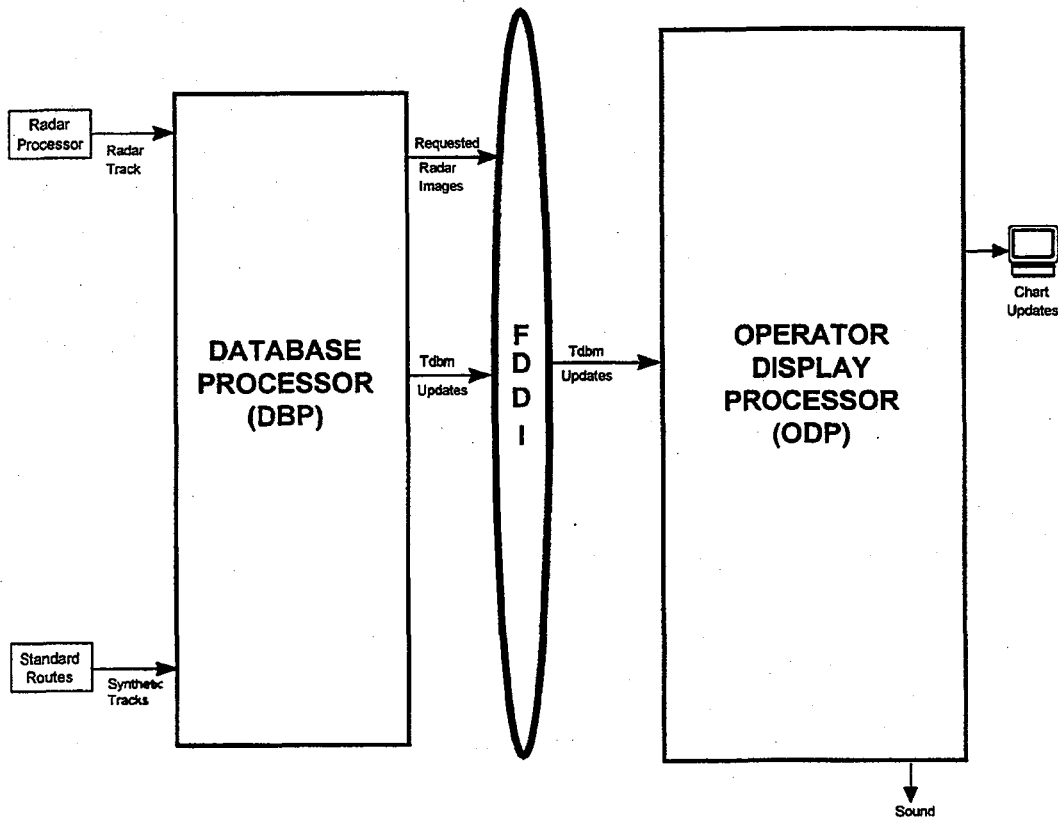 Radar
Processor
Radar
Track
Requested
Radar
Images
DATABASE
PROCESSOR
(DBP)
Tdbm
Updates
Standard
Routes
Synthetic
Tracks
F
D
D
I
Tdbm
Updates
OPERATOR
DISPLAY
PROCESSOR
(ODP)
Chart
Updates
Sound